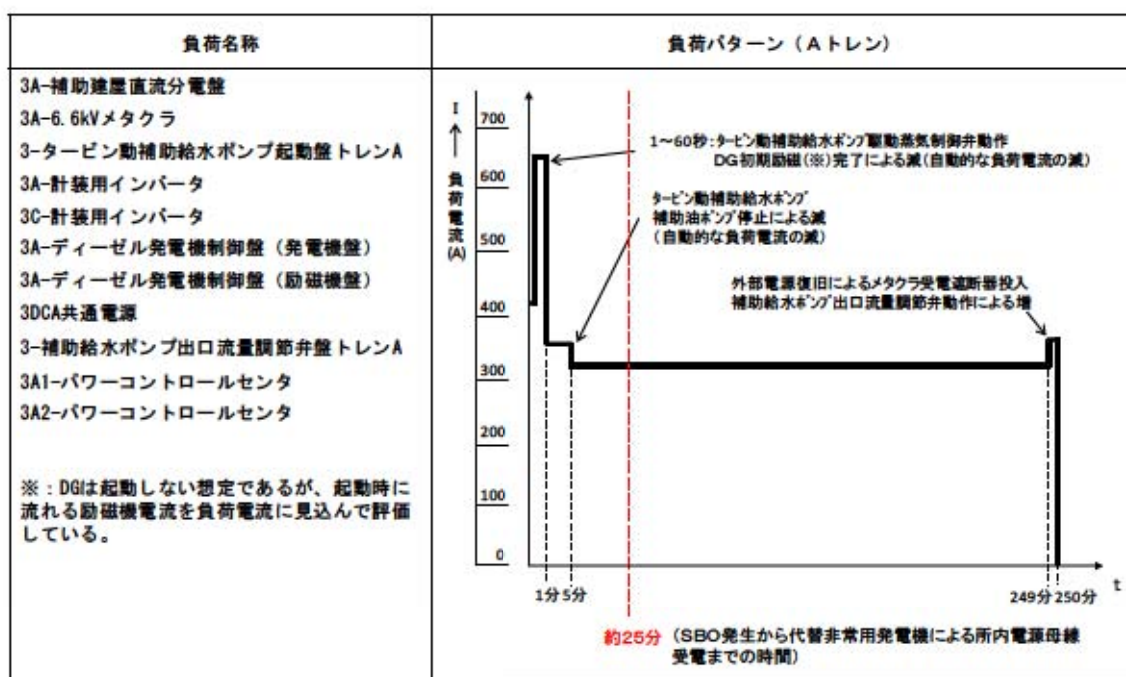 負荷名称
負荷パターン（Aトレン）
3A-補助建屋直流分電盤
3A-6.6kVメタクラ
3-タービン動補助給水ポンプ起動盤トレンA
3A-計装用インバータ
3C-計装用インバータ
3A-ディーゼル発電機制御盤（発電機盤）
3A-ディーゼル発電機制御盤（励磁機盤）
3DCA共通電源
3-補助給水ポンプ出口流量調節弁盤トレンA
3A1-パワーコントロールセンタ
3A2-パワーコントロールセンタ
※：DGは起動しない想定であるが、起動時に
流れる励磁機電流を負荷電流に見込んで評価
している。
I
↑
負荷電流(A)
700
600
500
400
300
200
100
0
1～60秒：タービン動補助給水ポンプ駆動蒸気制御弁動作
DG初期励磁(※)完了による減(自動的な負荷電流の減)
タービン動補助給水ポンプ
補助油ポンプ停止による減
(自動的な負荷電流の減)
外部電源復旧によるメタクラ受電遮断器投入
補助給水ポンプ出口流量調節弁動作による増
t
1分 5分
249分 250分
約25分 (SBO発生から代替非常用発電機による所内電源母線
受電までの時間)